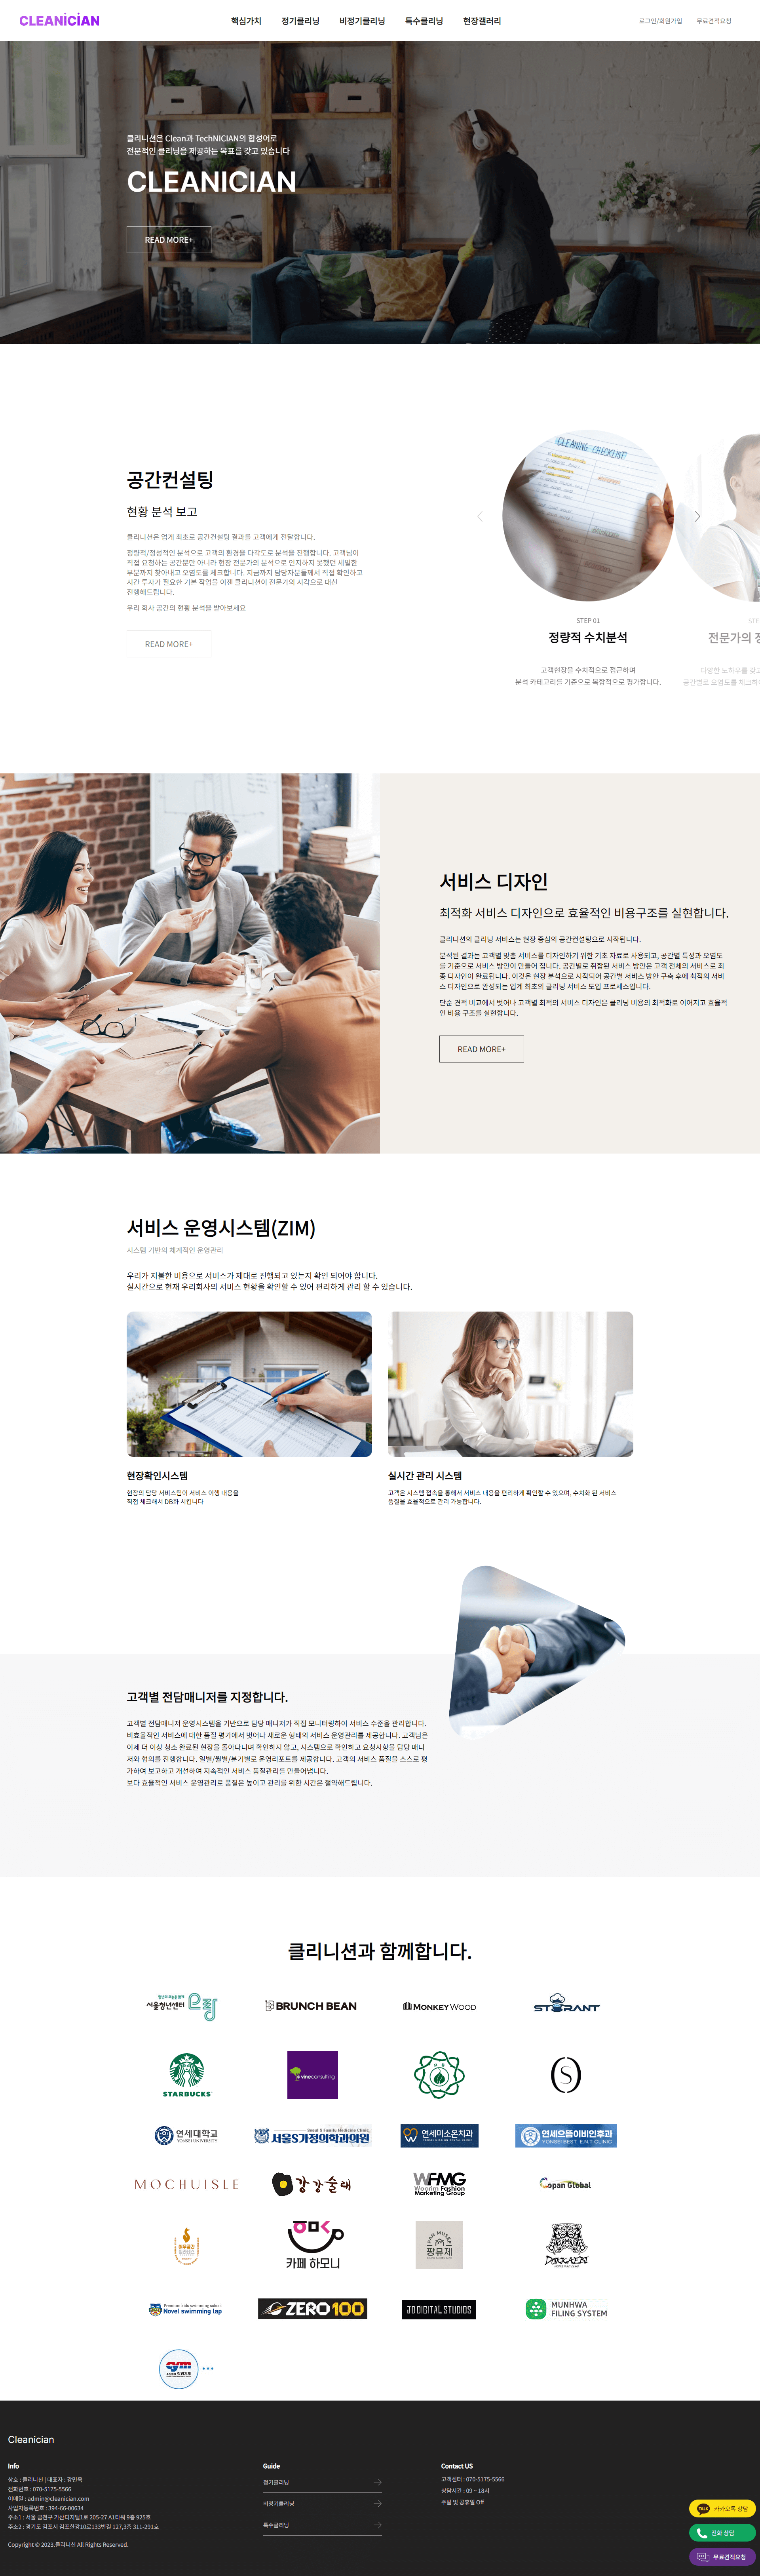 CLEANiCiAN
핵심가치
정기클리닝
비정기클리닝
특수클리닝
현장갤러리
로그인/회원가입
무료견적요청
클리니션은 Clean과 TechNICIAN의 합성어로
전문적인 클리닝을 제공하는 목표를 갖고 있습니다
CLEANICIAN
READ MORE+
공간컨설팅
현황 분석 보고
클리니션은 업계 최초로 공간컨설팅 결과를 고객에게 전달합니다.
정량적/정성적인 분석으로 고객의 환경을 다각도로 분석을 진행합니다. 고객님이
직접 요청하는 공간뿐만 아니라 현장 전문가의 분석으로 인지하지 못했던 세밀한
부분까지 찾아내고 오염도를 체크합니다. 지금까지 담당자분들께서 직접 확인하고
시간 투자가 필요한 기본 작업을 이젠 클리니션이 전문가의 시각으로 대신
진행해드립니다.
우리 회사 공간의 현황 분석을 받아보세요
READ MORE+
CLEANING CHECKLIST
STEP 01
정량적 수치분석
고객현장을 수치적으로 접근하며
분석 카테고리를 기준으로 복합적으로 평가합니다.
전문가의
서비스 디자인
최적화 서비스 디자인으로 효율적인 비용구조를 실현합니다.
클리니션의 클리닝 서비스는 현장 중심의 공간컨설팅으로 시작됩니다.
분석된 결과는 고객별 맞춤 서비스를 디자인하기 위한 기초 자료로 사용되고, 공간별 특성과 오염도
를 기준으로 서비스 방안이 만들어 집니다. 공간별로 취합된 서비스 방안은 고객 전체의 서비스로 최
종 디자인이 완료됩니다. 이것은 현장 분석으로 시작되어 공간별 서비스 방안 구축 후에 최적의 서비
스 디자인으로 완성되는 업계 최초의 클리닝 서비스 도입 프로세스입니다.
단순 견적 비교에서 벗어나 고객별 최적의 서비스 디자인은 클리닝 비용의 최적화로 이어지고 효율적
인 비용 구조를 실현합니다.
READ MORE+
서비스 운영시스템(ZIM)
시스템 기반의 체계적인 운영관리
우리가 지불한 비용으로 서비스가 제대로 진행되고 있는지 확인 되어야 합니다.
실시간으로 현재 우리회사의 서비스 현황을 확인할 수 있어 편리하게 관리 할 수 있습니다.
현장확인시스템
현장의 담당 서비스팀이 서비스 이행 내용을
직접 체크해서 DB화 시킵니다
실시간 관리 시스템
고객은 시스템 접속을 통해서 서비스 내용을 편리하게 확인할 수 있으며, 수치화 된 서비스
품질을 효율적으로 관리 가능합니다.
고객별 전담매니저를 지정합니다.
고객별 전담매니저 운영시스템을 기반으로 담당 매니저가 직접 모니터링하여 서비스 수준을 관리합니다.
비효율적인 서비스에 대한 품질 평가에서 벗어나 새로운 형태의 서비스 운영관리를 제공합니다. 고객님은
이제 더 이상 청소 완료된 현장을 돌아다니며 확인하지 않고, 시스템으로 확인하고 요청사항을 담당 매니
저와 협의를 진행합니다. 일별/월별/분기별로 운영리포트를 제공합니다. 고객의 서비스 품질을 스스로 평
가하여 보고하고 개선하여 지속적인 서비스 품질관리를 만들어냅니다.
보다 효율적인 서비스 운영관리로 품질은 높이고 관리를 위한 시간은 절약해드립니다.
클리니션과 함께합니다.
서울청년센터
BRUNCH BEAN
MONKEY WOOD
STORANT
STARBUCKS
vineconsulting
연세대학교
YONSEI UNIVERSITY
Seoul S Family Medicine Clinic,
서울S가정의학과의원
연세미소온치과
연세으뜸이비인후과
YONSEI BEST E.N.T CLINIC
MOCHUISLE
강강술래
WFMG
Woorim Fashion
Marketing Group
Gopan Global
카페 하모니
PAN MUSEE
팡뮤제
Premium kids swimming school
Novel swimming lap
ZERO 100
JD DIGITAL STUDIOS
MUNHWA
FILING SYSTEM
gym
Cleanician
Info
상호 : 클리니션 | 대표자 : 강민욱
전화번호 : 070-5175-5566
이메일 : admin@cleanician.com
사업자등록번호 : 394-66-00634
주소1 : 서울 금천구 가산디지털1로 205-27 A1타워 9층 925호
주소2 : 경기도 김포시 김포한강10로133번길 127,3층 311-291호
Copyright © 2023.클리니션 All Rights Reserved.
Guide
정기클리닝
비정기클리닝
특수클리닝
Contact US
고객센터 : 070-5175-5566
상담시간 : 09 ~ 18시
주말 및 공휴일 Off
TALK
카카오톡 상담
전화 상담
무료견적요청